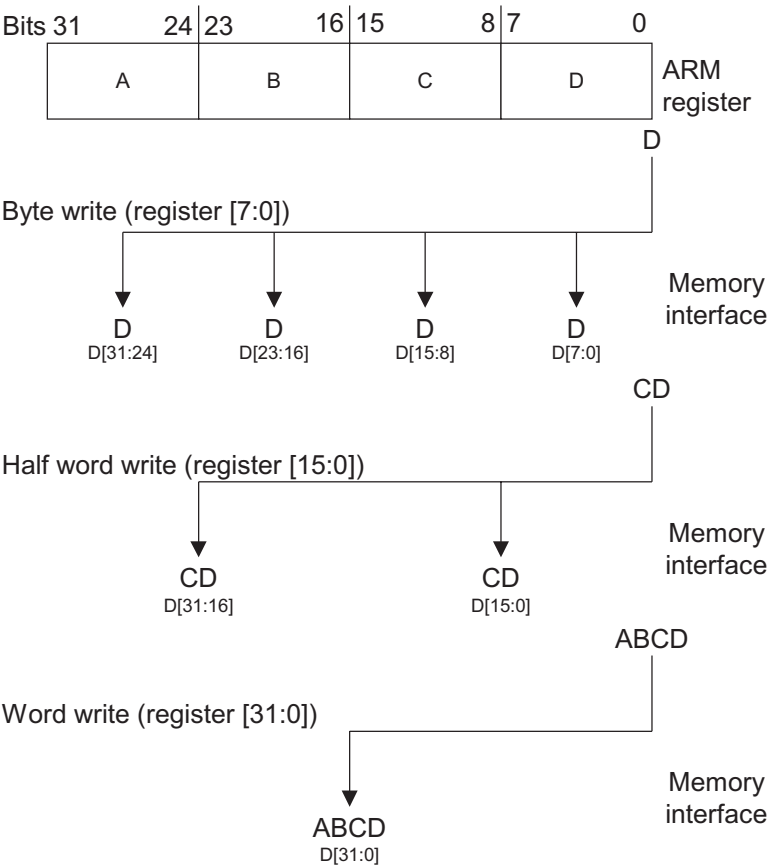 Bits 31 24 23 16 15 8 7 0
A B C D
ARM
register
D
Byte write (register [7:0])
Memory
interface
D D D D
D[31:24] D[23:16] D[15:8] D[7:0]
CD
Half word write (register [15:0])
Memory
interface
CD CD
D[31:16] D[15:0]
ABCD
Word write (register [31:0])
Memory
interface
ABCD
D[31:0]